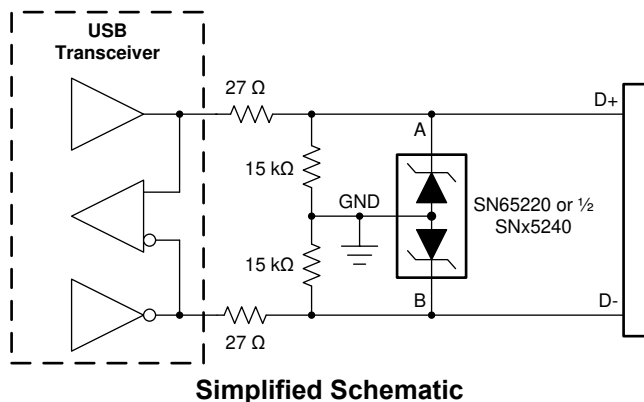 USB
Transceiver
27 Ω
D+
A
15 kΩ
GND
SN65220 or ½
SNx5240
15 kΩ
B
D-
27 Ω
Simplified Schematic